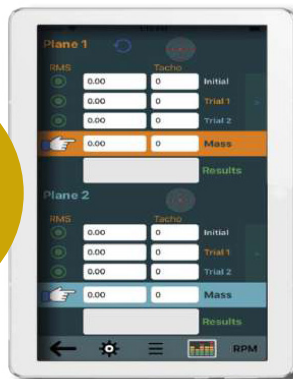 Plane 1
RMS Tacho
0.00 0 Initial
0.00 0 Trial 1
0.00 0 Trial 2
0.00 0 Mass
Results
Plane 2
RMS Tacho
0.00 0 Initial
0.00 0 Trial 1
0.00 0 Trial 2
0.00 0 Mass
Results
RPM